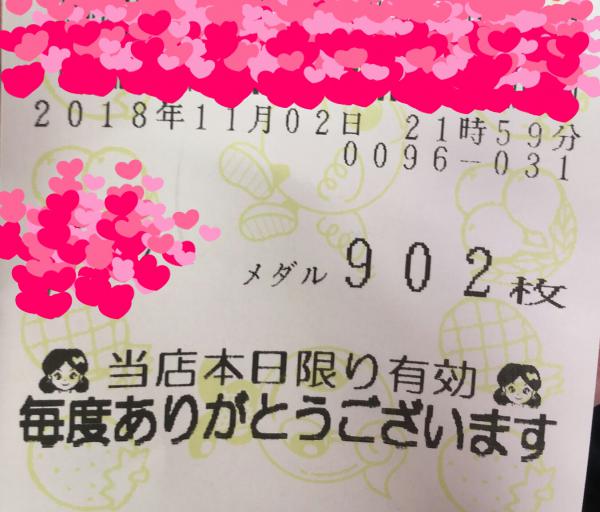 2018年11月02日 21時59分
0096-031
メダル 902枚
当店本日限り有効
毎度ありがとうございます